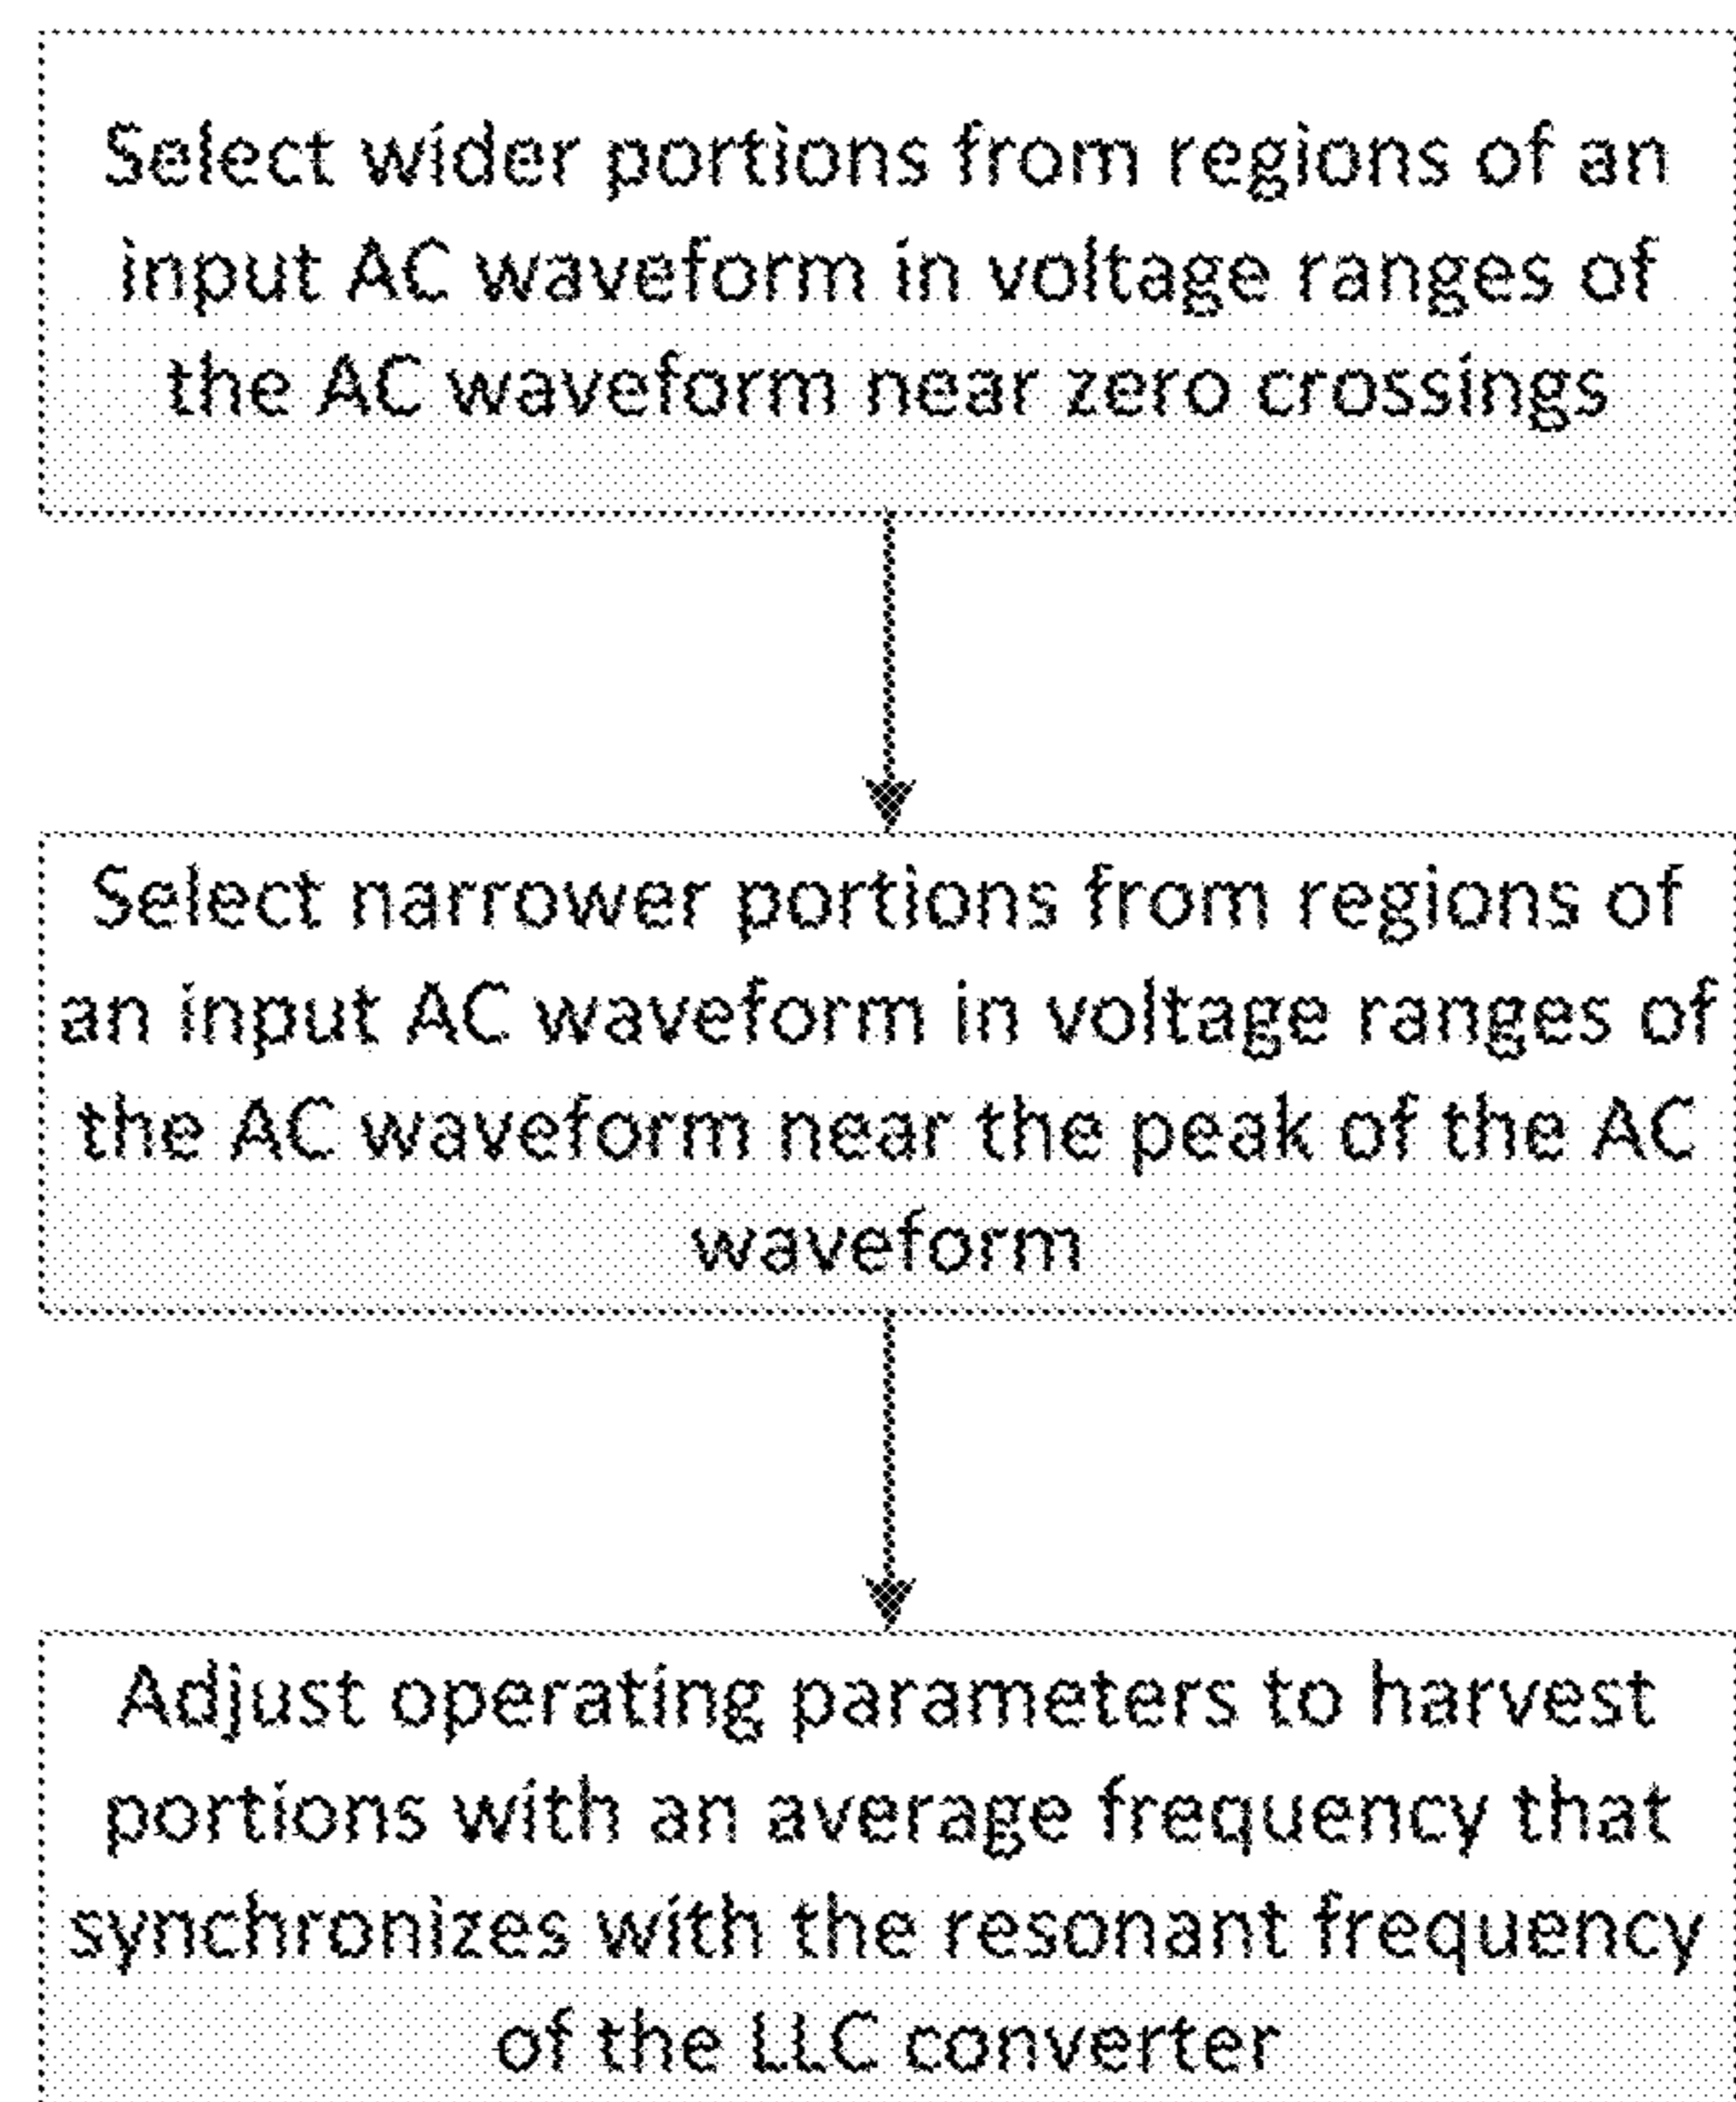 Select wider portions from regions of an
input AC waveform in voltage ranges of
the AC waveform near zero crossings
Select narrower portions from regions of
an input AC waveform in voltage ranges of
the AC waveform near the peak of the AC
waveform
Adjust operating parameters to harvest
portions with an average frequency that
synchronizes with the resonant frequency
of the LLC converter